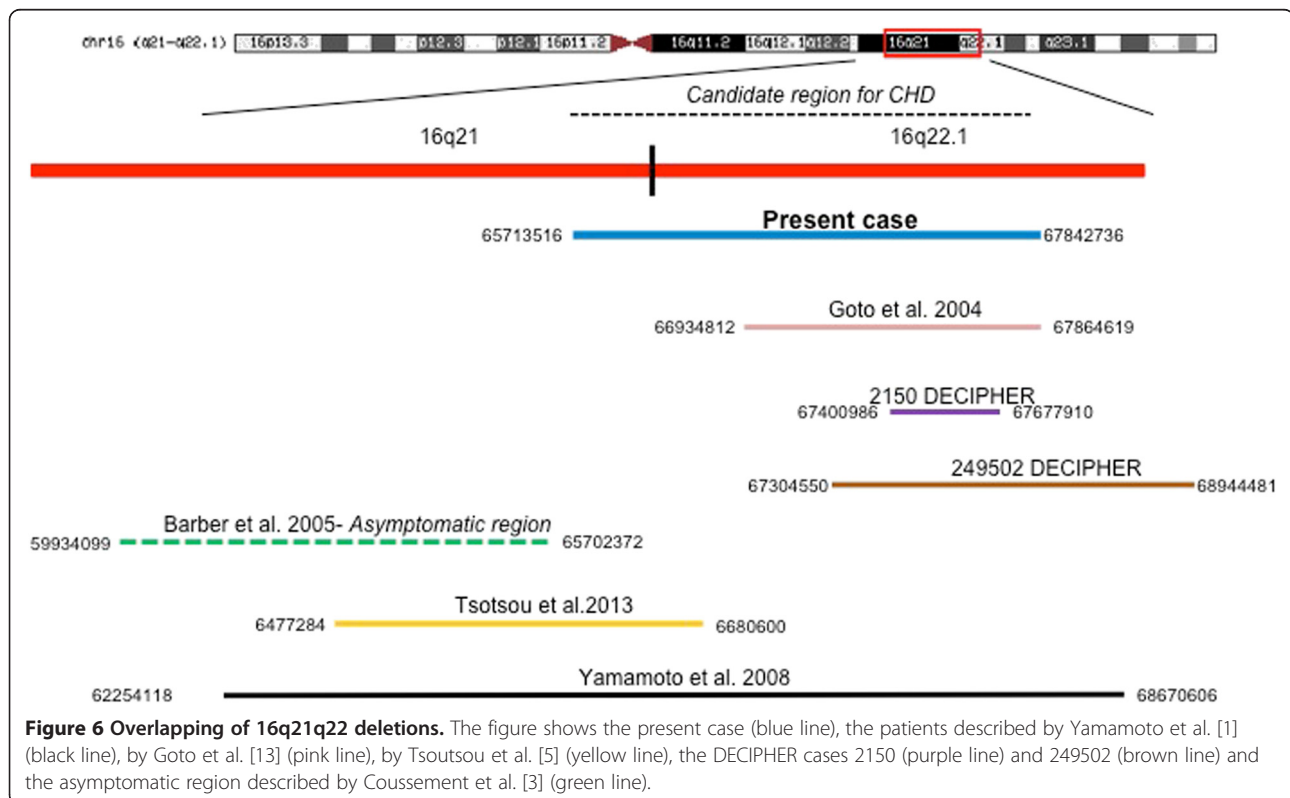 chr16 (q21-q22.1) 16p13.3 p12.3 p12.1 16p11.2 16q11.2 16q12.1 q12.2 16q21 q22.1 q23.1
Candidate region for CHD
16q21 16q22.1
Present case
65713516 67842736
Goto et al. 2004
66934812 67864619
2150 DECIPHER
67400986 67677910
249502 DECIPHER
67304550 68944481
Barber et al. 2005- Asymptomatic region
59934099 65702372
Tsotsou et al.2013
6477284 6680600
Yamamoto et al. 2008
62254118 68670606
Figure 6 Overlapping of 16q21q22 deletions. The figure shows the present case (blue line), the patients described by Yamamoto et al. [1]
(black line), by Goto et al. [13] (pink line), by Tsoutsou et al. [5] (yellow line), the DECIPHER cases 2150 (purple line) and 249502 (brown line) and
the asymptomatic region described by Coussement et al. [3] (green line).